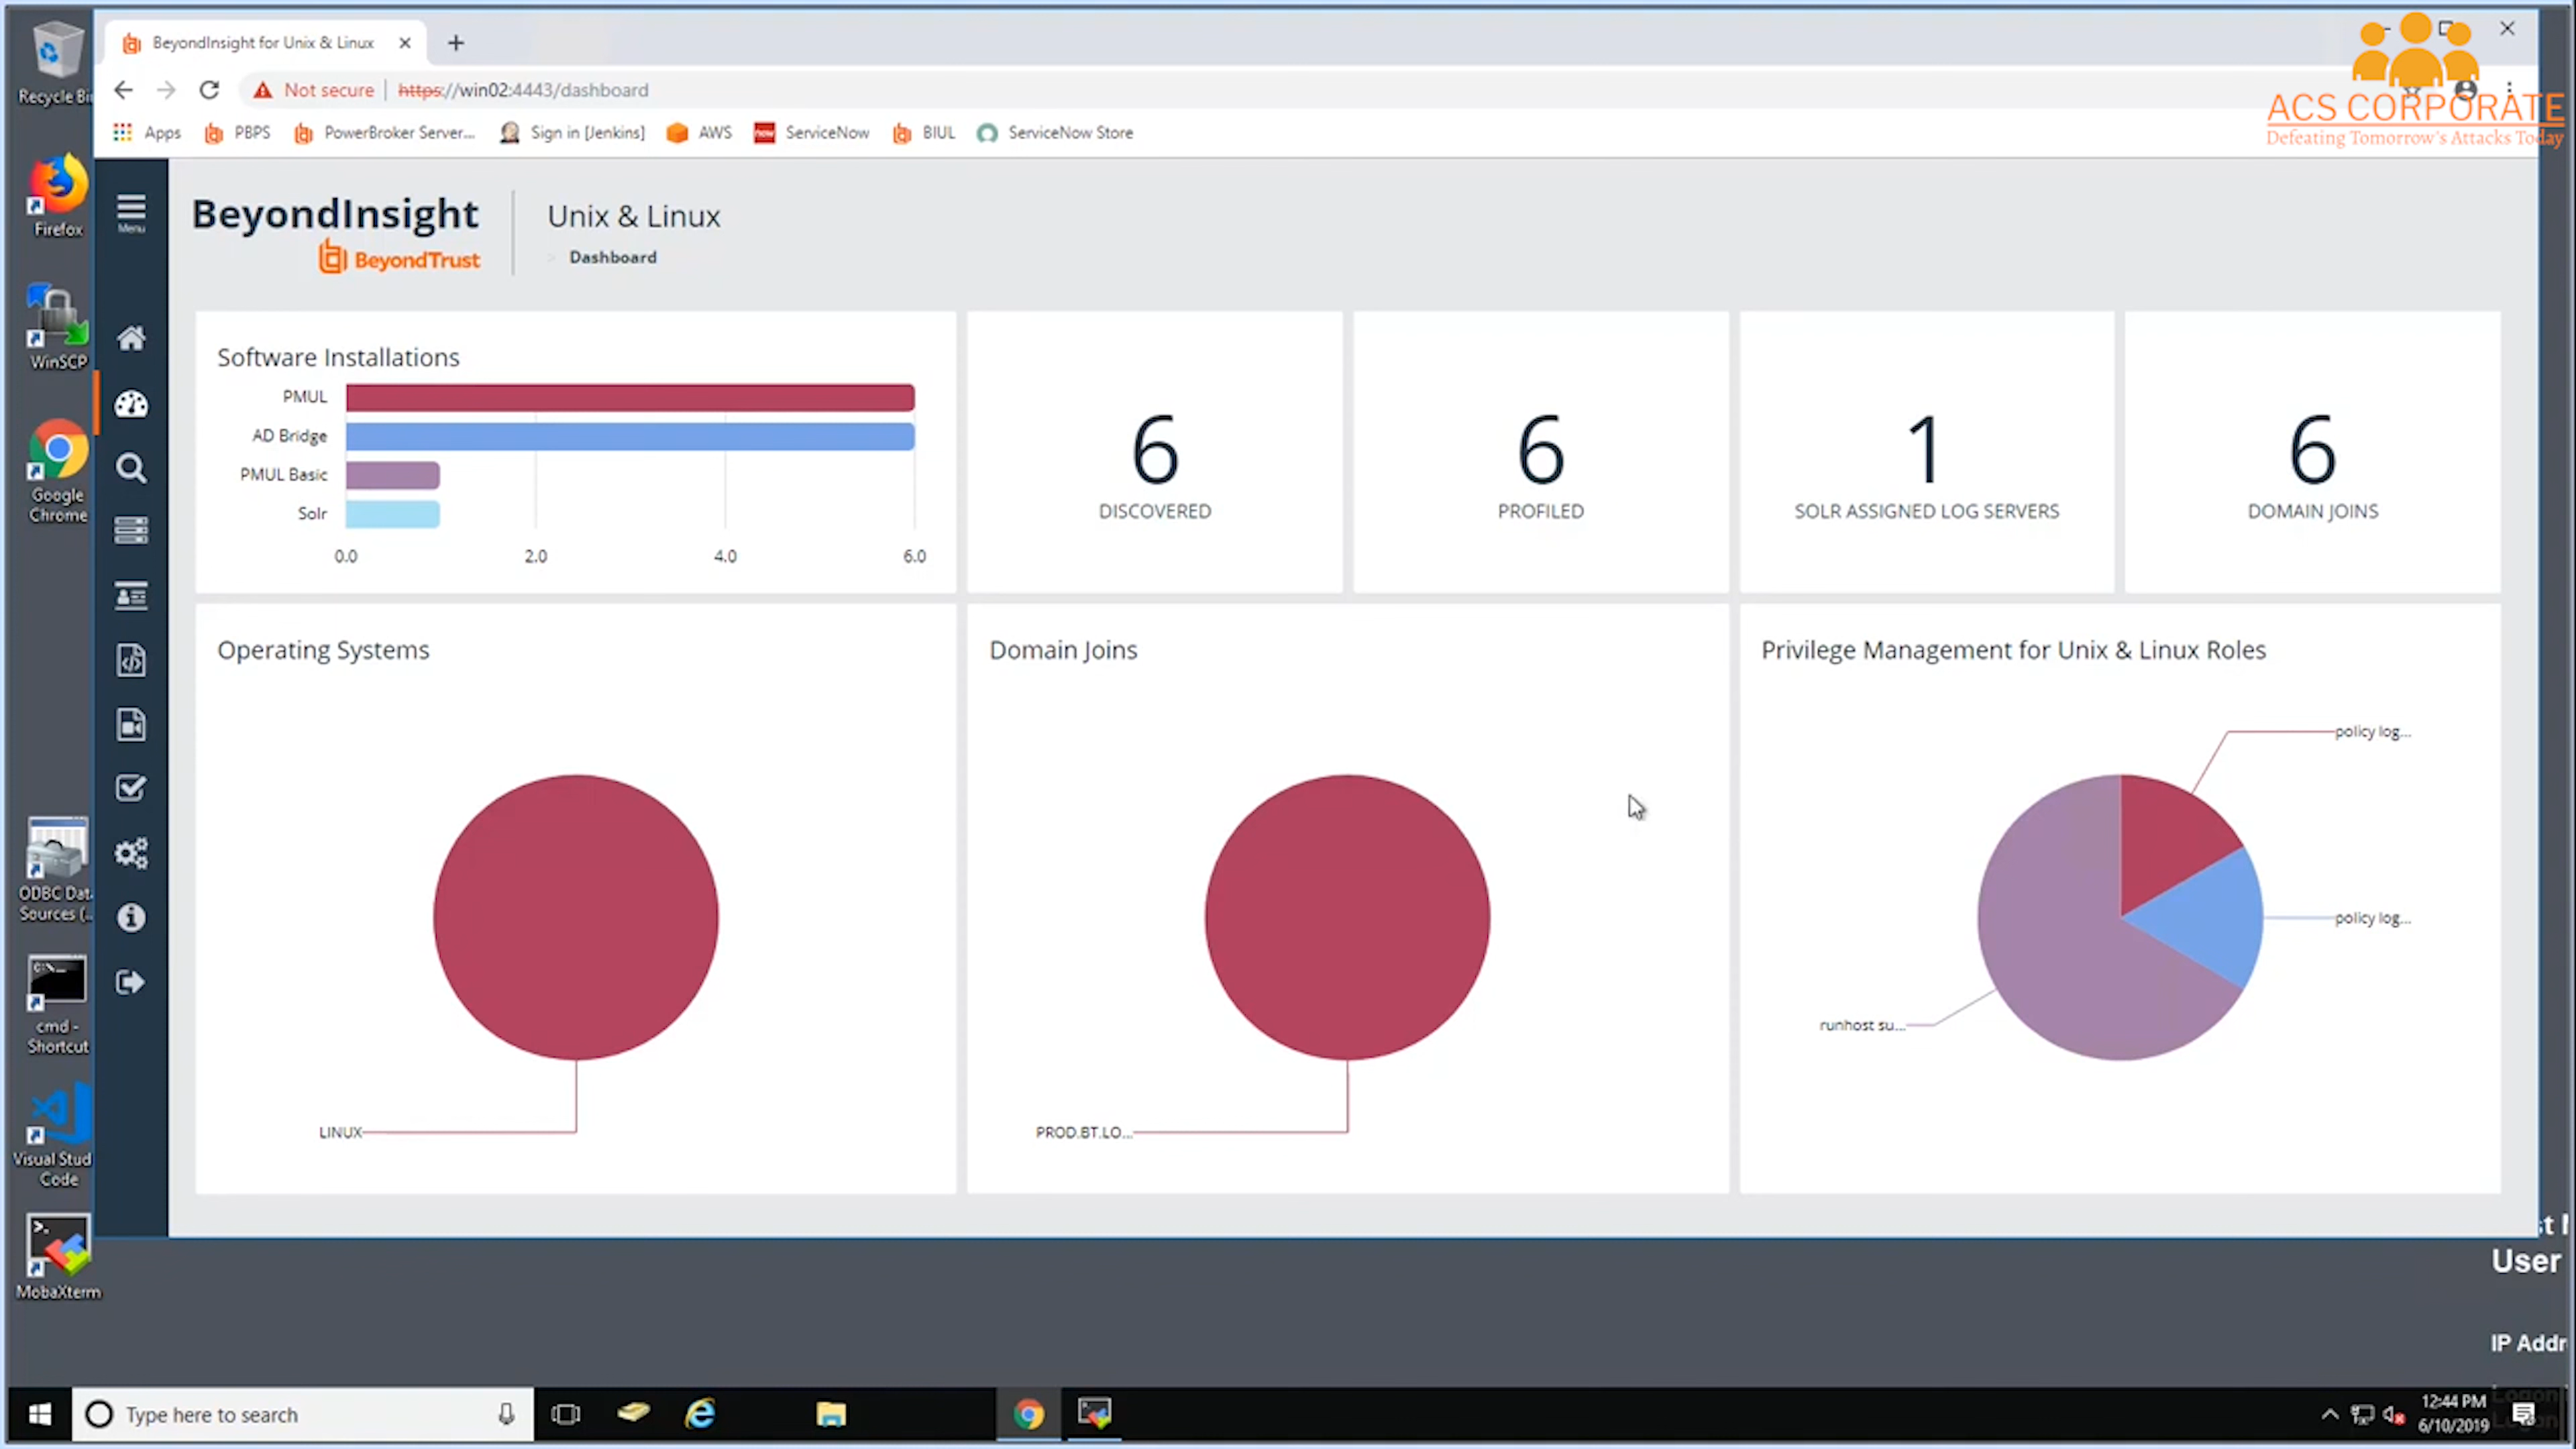 Recycle Bi
BeyondInsight for Unix & Linux
Not secure
https://win02:4443/dashboard
ACS CORPORATE
Defeating Tomorrow's Attacks Today
Apps
PBPS
PowerBroker Server...
Sign in [Jenkins]
AWS
ServiceNow
BIUL
ServiceNow Store
Menu
BeyondInsight
BeyondTrust
Unix & Linux
> Dashboard
Firefox
WinSCP
Google
Chrome
ODBC Dat
Sources (...
cmd -
Shortcut
Visual Stud
Code
MobaXterm
Software Installations
PMUL
AD Bridge
PMUL Basic
Solr
0.0 2.0 4.0 6.0
6
DISCOVERED
6
PROFILED
1
SOLR ASSIGNED LOG SERVERS
6
DOMAIN JOINS
Operating Systems
LINUX
Domain Joins
PROD.BT.LO...
Privilege Management for Unix & Linux Roles
policy log...
policy log...
runhost su...
User
IP Addr
Type here to search
12:44 PM
6/10/2019